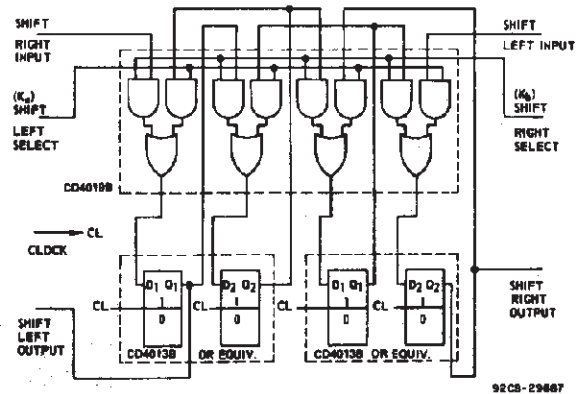 SHIFT
RIGHT
INPUT
SHIFT
LEFT INPUT
(Ka)
SHIFT
LEFT
SELECT
(Kb)
SHIFT
RIGHT
SELECT
CD4019B
CL
CLOCK
D1 Q1
D2 Q2
D1 Q1
D2 Q2
1
1
1
1
CL
CL
CL
CL
0
0
0
0
CD4013B OR EQUIV.
CD4013B OR EQUIV.
SHIFT
LEFT
OUTPUT
SHIFT
RIGHT
OUTPUT
92CS-29667